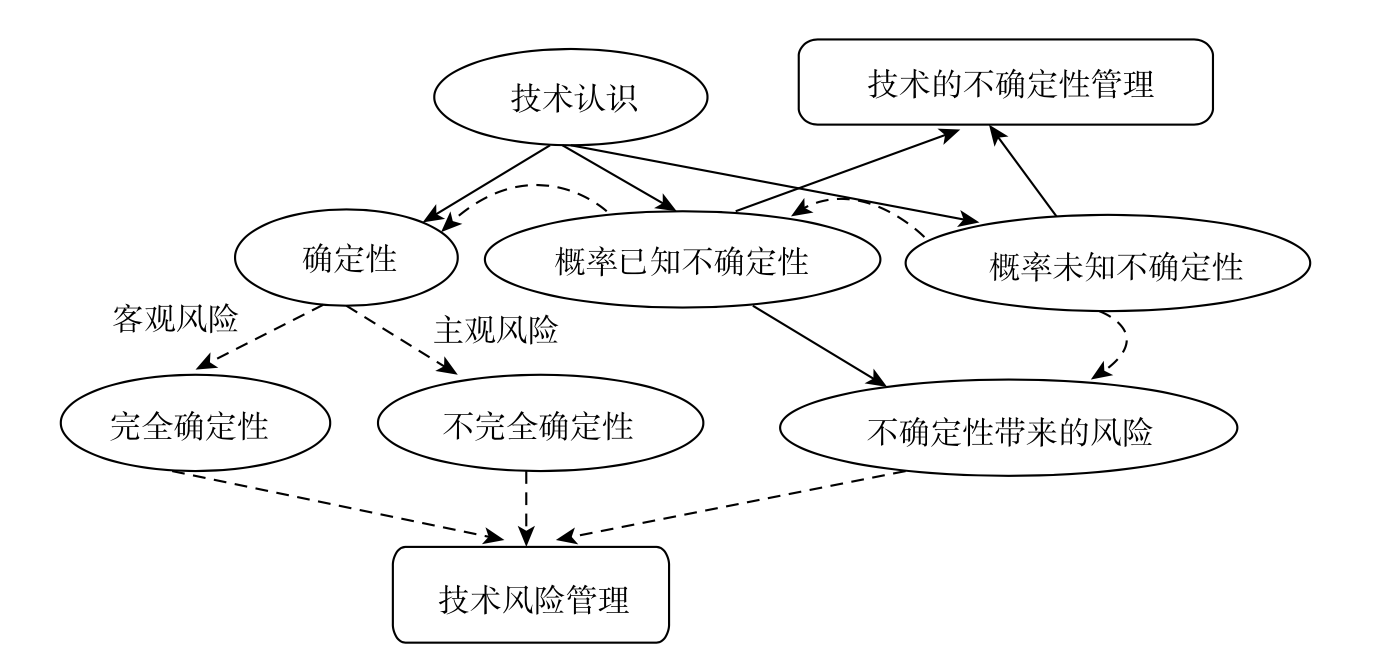 技术认识
技术的不确定性管理
确定性
概率已知不确定性
概率未知不确定性
客观风险
主观风险
完全确定性
不完全确定性
不确定性带来的风险
技术风险管理